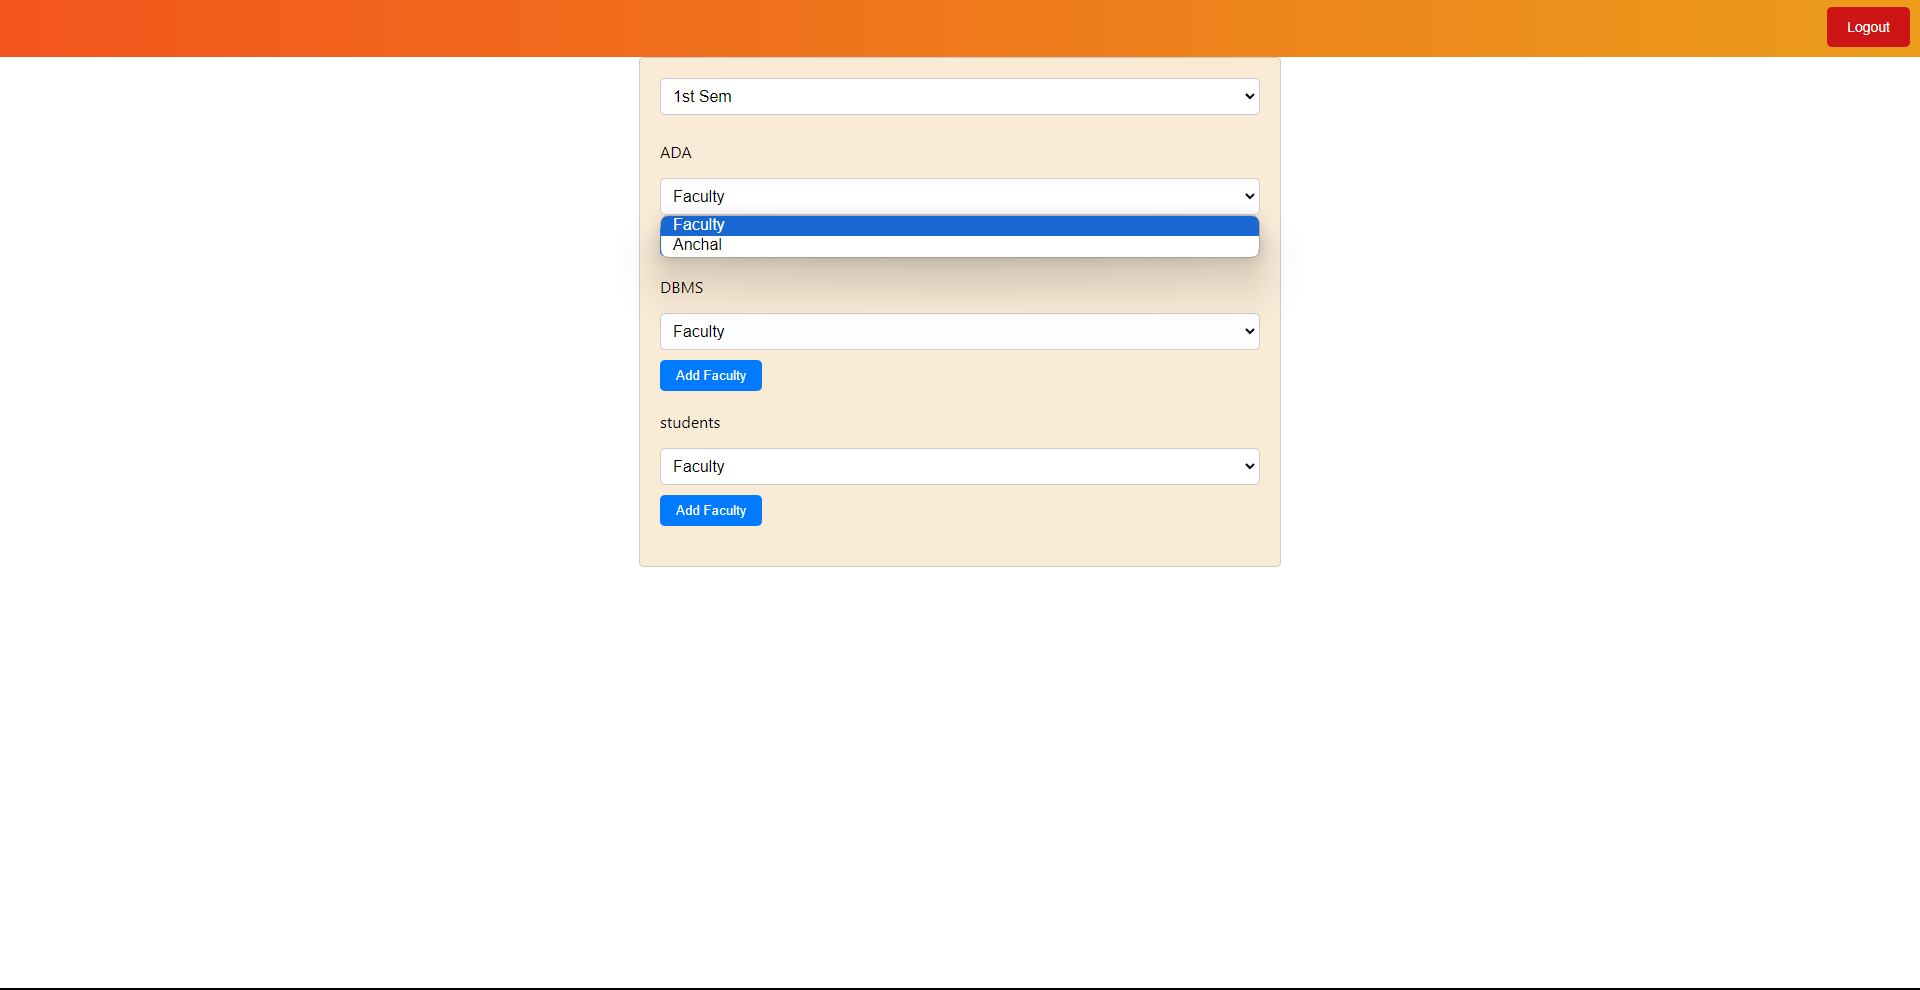 Logout
1st Sem
ADA
Faculty
Faculty
Anchal
DBMS
Faculty
Add Faculty
students
Faculty
Add Faculty